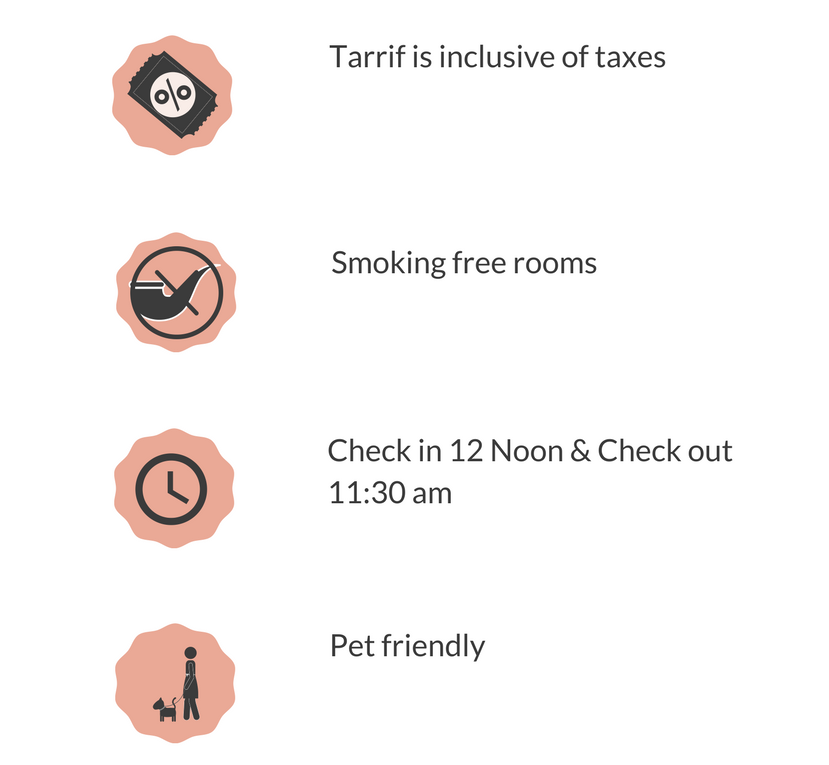 Tarrif is inclusive of taxes
Smoking free rooms
Check in 12 Noon & Check out
11:30 am
Pet friendly